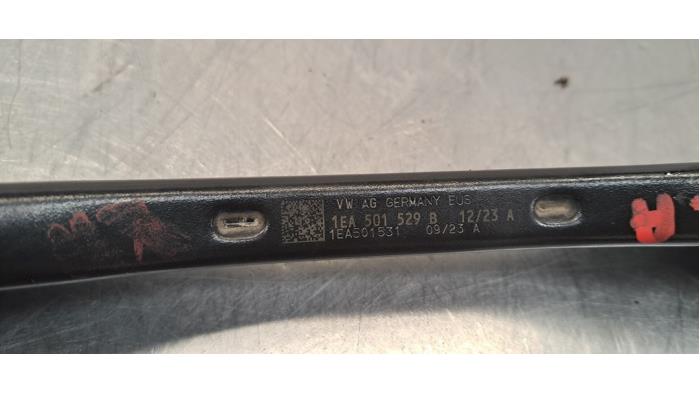 VW AG GERMANY EUS
1EA 501 529 B 12/23 A
1EA501531 09/23 A